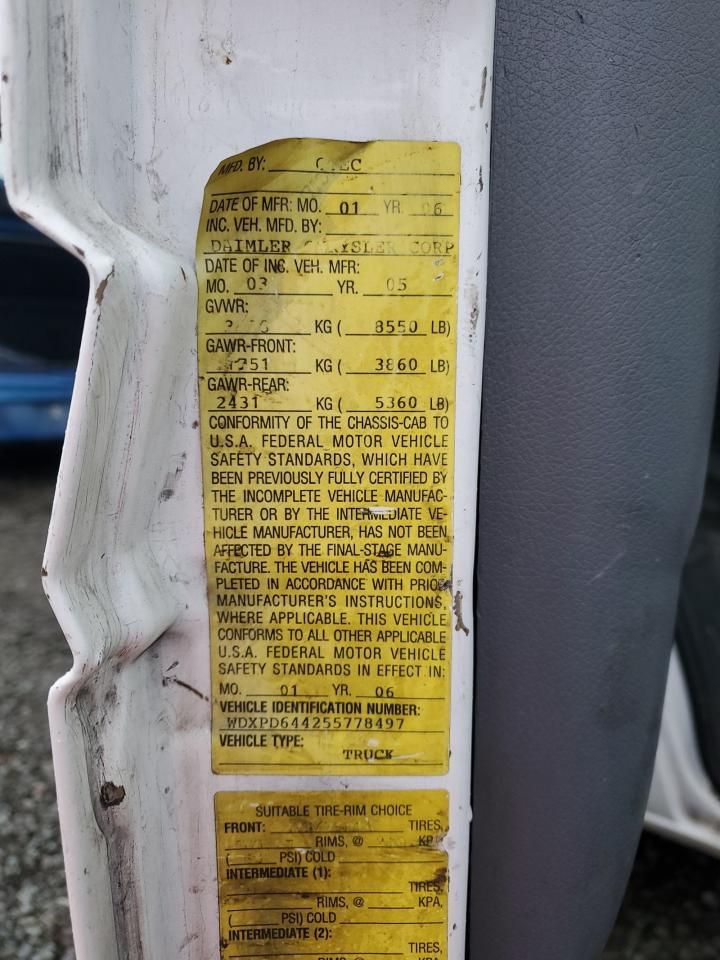 MFD. BY:
DATE OF MFR: MO. 01 YR. 06
INC. VEH. MFD. BY:
DAIMLER CHRYSLER CORP
DATE OF INC. VEH. MFR:
MO. 03 YR. 05
GVWR:
KG ( 8550 LB)
GAWR-FRONT:
1751 KG ( 3860 LB)
GAWR-REAR:
2431 KG ( 5360 LB)
CONFORMITY OF THE CHASSIS-CAB TO
U.S.A. FEDERAL MOTOR VEHICLE
SAFETY STANDARDS, WHICH HAVE
BEEN PREVIOUSLY FULLY CERTIFIED BY
THE INCOMPLETE VEHICLE MANUFAC-
TURER OR BY THE INTERMEDIATE VE-
HICLE MANUFACTURER, HAS NOT BEEN
AFFECTED BY THE FINAL-STAGE MANU-
FACTURE. THE VEHICLE HAS BEEN COM-
PLETED IN ACCORDANCE WITH PRIOR
MANUFACTURER'S INSTRUCTIONS,
WHERE APPLICABLE. THIS VEHICLE
CONFORMS TO ALL OTHER APPLICABLE
U.S.A. FEDERAL MOTOR VEHICLE
SAFETY STANDARDS IN EFFECT IN:
MO. 01 YR. 06
VEHICLE IDENTIFICATION NUMBER:
WDXPD644255778497
VEHICLE TYPE:
TRUCK
SUITABLE TIRE-RIM CHOICE
FRONT: TIRES,
RIMS, @ KPA
( PSI) COLD
INTERMEDIATE (1):
TIRES,
RIMS, @ KPA,
( PSI) COLD
INTERMEDIATE (2):
TIRES,
RIMS, @ KPA,